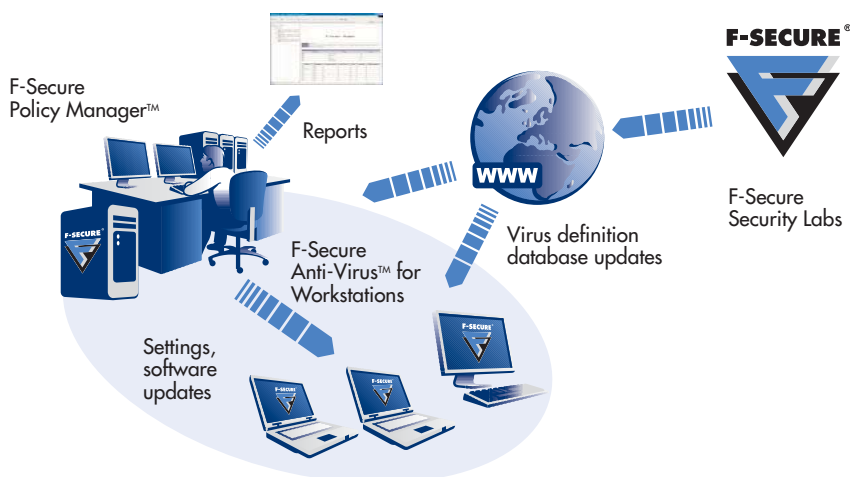 F-SECURE®
F-Secure
Policy Manager™
Reports
WWW
F-Secure
Security Labs
Virus definition
database updates
F-SECURE
F-Secure
Anti-Virus™ for
Workstations
F-SECURE
Settings,
software
updates
F-SECURE
F-SECURE